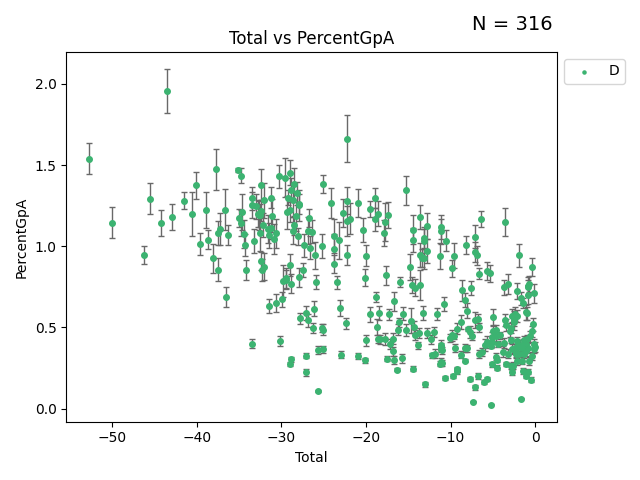 N = 316
Total vs PercentGpA
D
PercentGpA
2.0
1.5
1.0
0.5
0.0
−50 −40 −30 −20 −10 0
Total